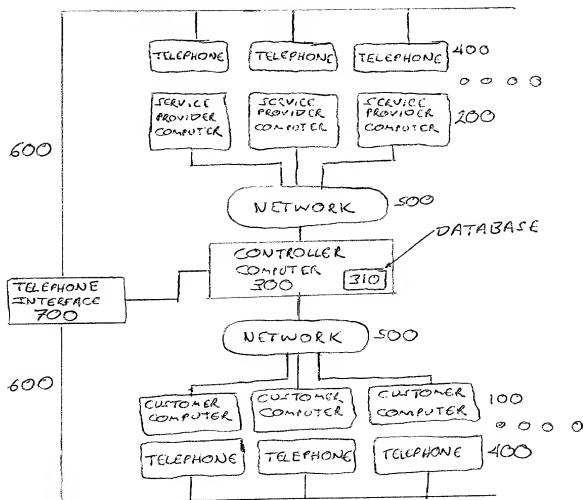 TELEPHONE TELEPHONE TELEPHONE 400
SERVICE PROVIDER COMPUTER
SERVICE PROVIDER COMPUTER
SERVICE PROVIDER COMPUTER
200
600
NETWORK 500
DATABASE
CONTROLLER
COMPUTER
300
310
TELEPHONE
INTERFACE
700
NETWORK 500
600
CUSTOMER
COMPUTER
CUSTOMER
COMPUTER
CUSTOMER
COMPUTER
100
TELEPHONE TELEPHONE TELEPHONE 400